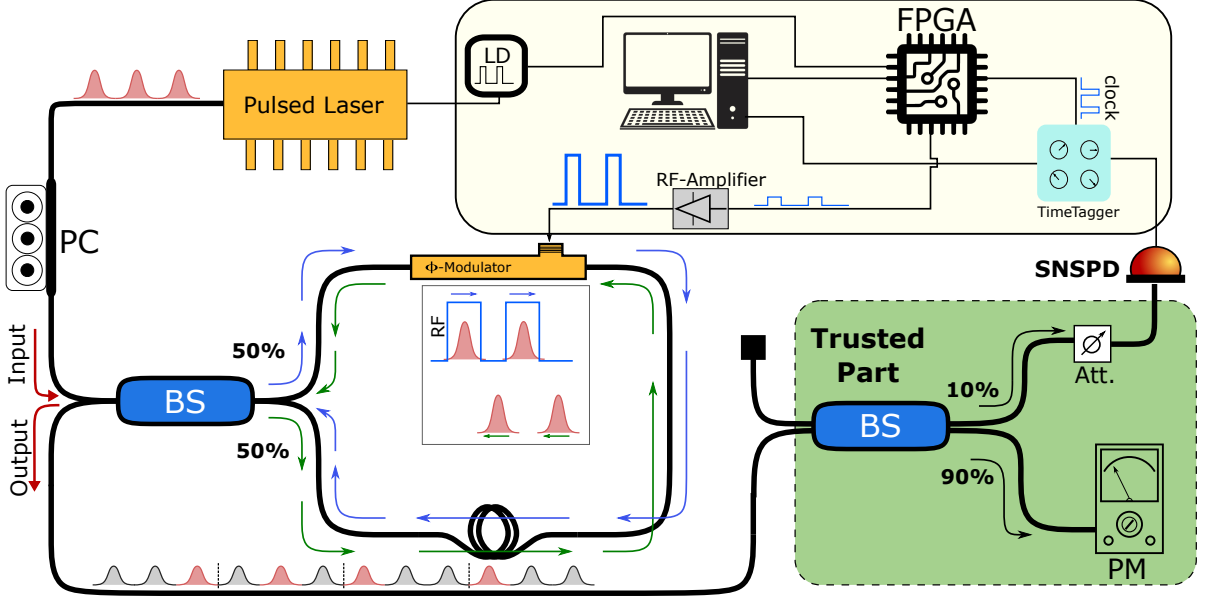 FPGA
LD
Pulsed Laser
clock
RF-Amplifier
TimeTagger
PC
Φ-Modulator
SNSPD
RF
Input
50%
BS
Trusted
Part
10%
Att.
BS
Output
50%
90%
PM